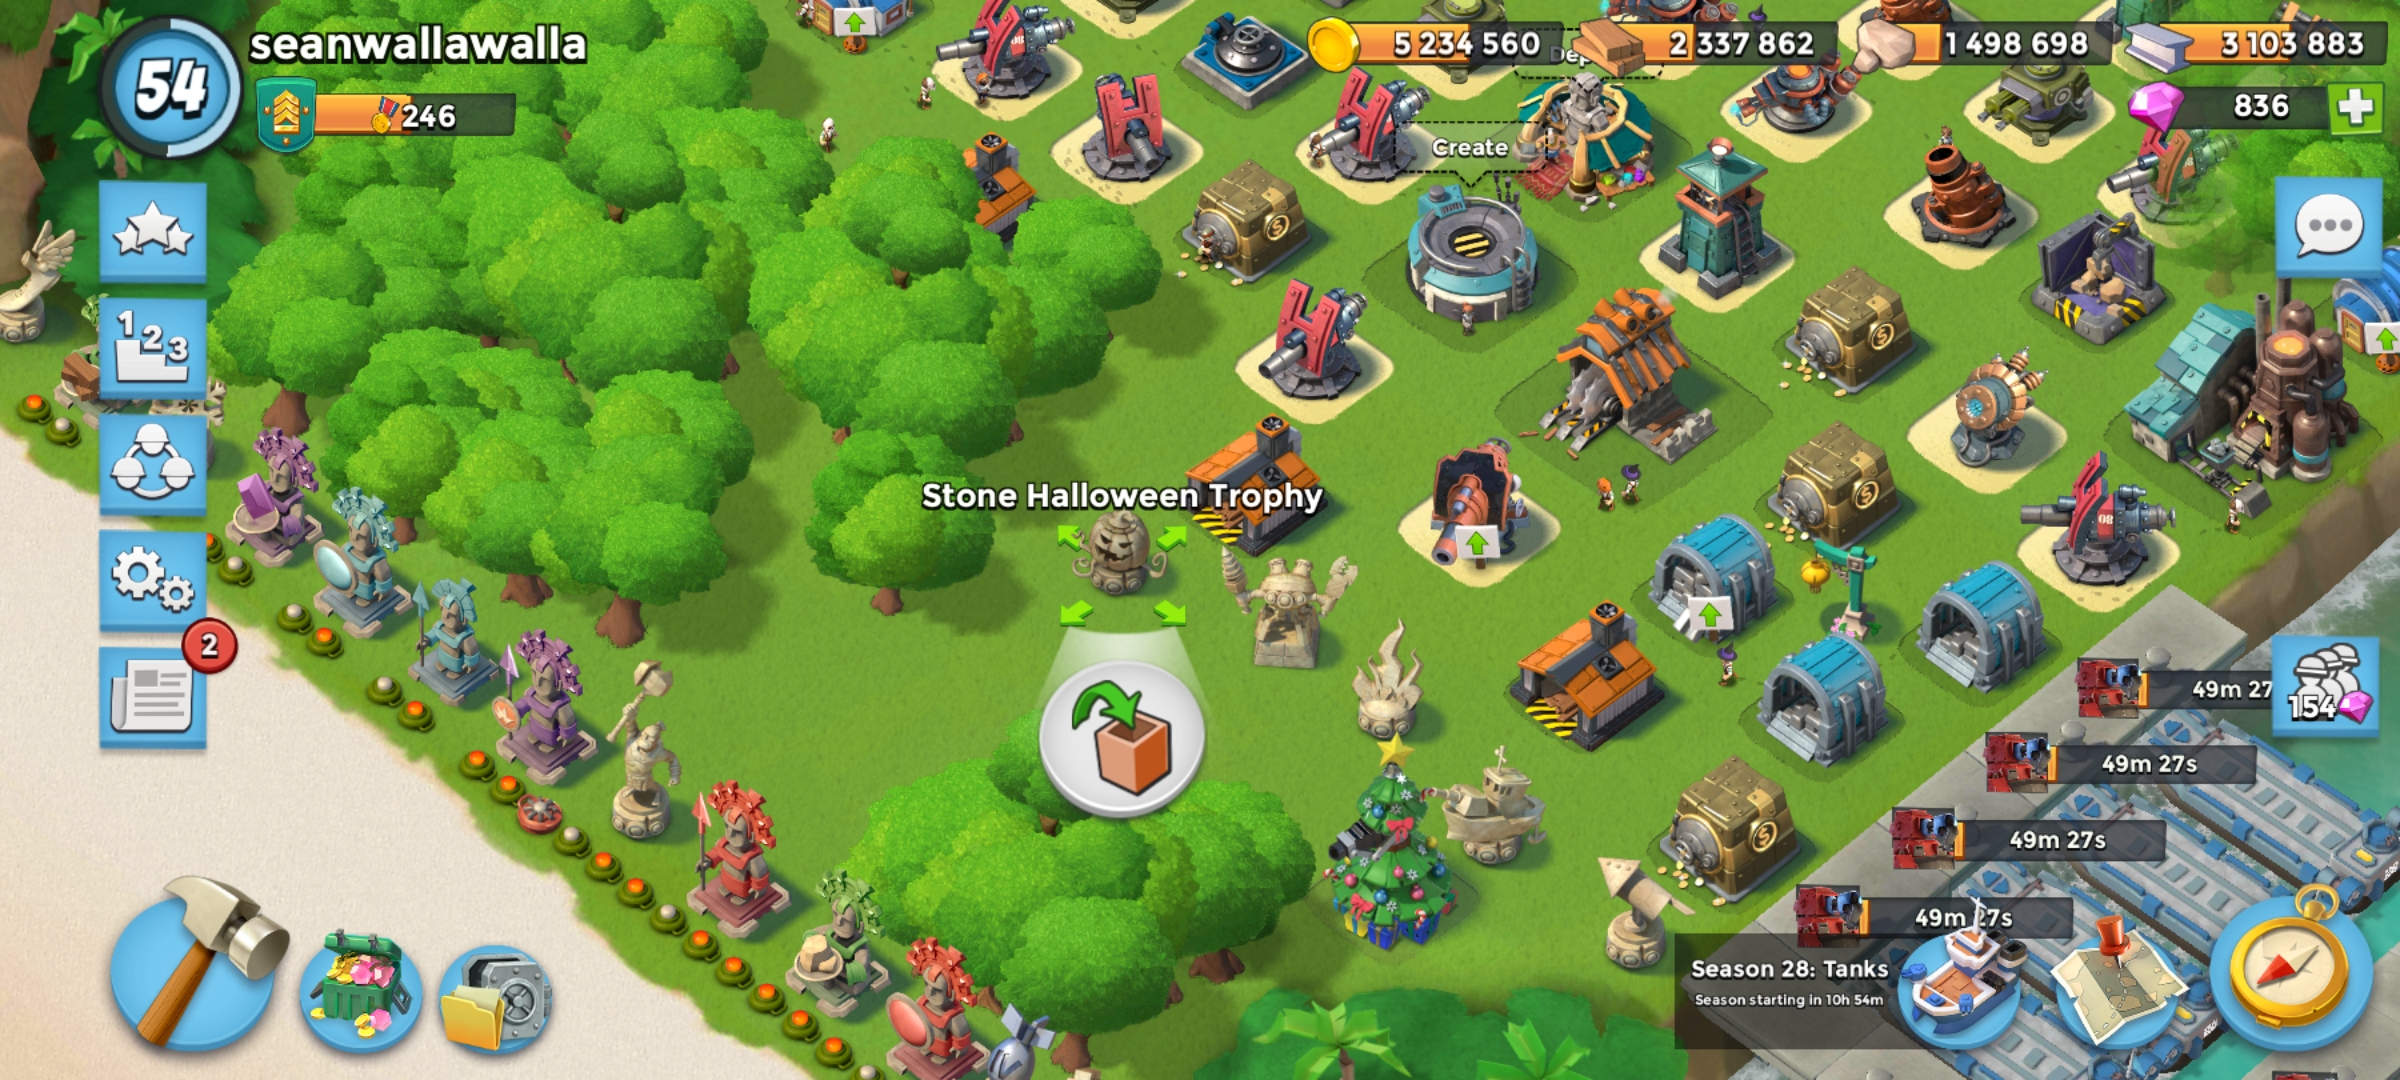 54
seanwallawalla
246
5 234 560
2 337 862
1 498 698
3 103 883
836
Create
123
Stone Halloween Trophy
2
49m 27
154
49m 27s
49m 27s
49m 27s
Season 28: Tanks
Season starting in 10h 54m